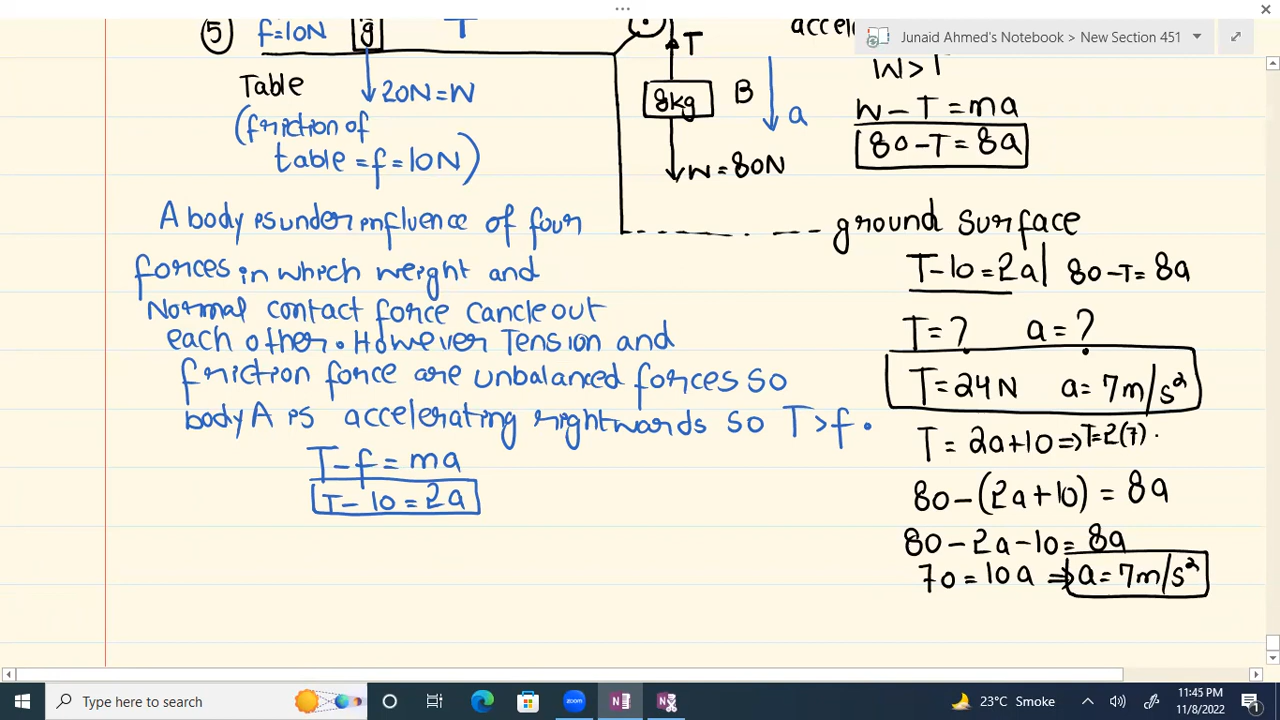 ⑤ f=10N g T
T
accele
Junaid Ahmed's Notebook > New Section 451
W>T
Table
20N=W
8kg B
a
W-T=ma
80-T=8a
(friction of
table=f=10N)
W=80N
A body is under influence of four
ground surface
forces in which weight and
T-10=2a| 80-T=8a
Normal contact force cancle out
T=? a=?
each other. However Tension and
friction force are unbalanced forces so
T=24N a=7m/s²
body A is accelerating rightwards so T>f.
T=2a+10⇒T=2(7)
T-f=ma
T-10=2a
80-(2a+10)=8a
80-2a-10=8a
70=10a ⇒ a=7m/s²
Type here to search
23°C Smoke
11:45 PM
11/8/2022